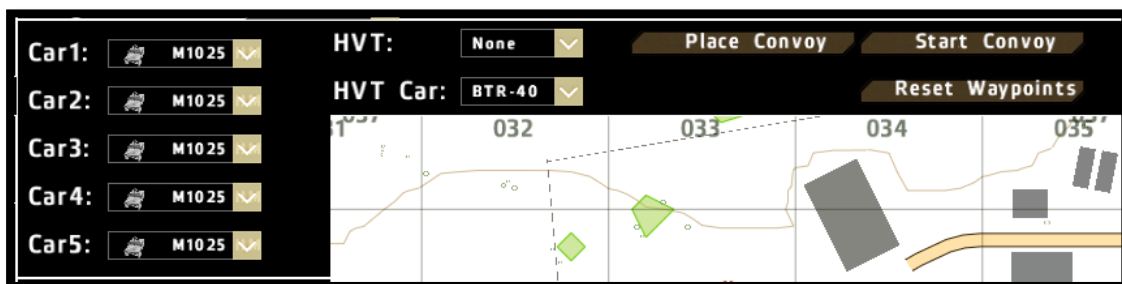 Car1: M1025
Car2: M1025
Car3: M1025
Car4: M1025
Car5: M1025
HVT: None Place Convoy Start Convoy
HVT Car: BTR-40 Reset Waypoints
032 033 034 035